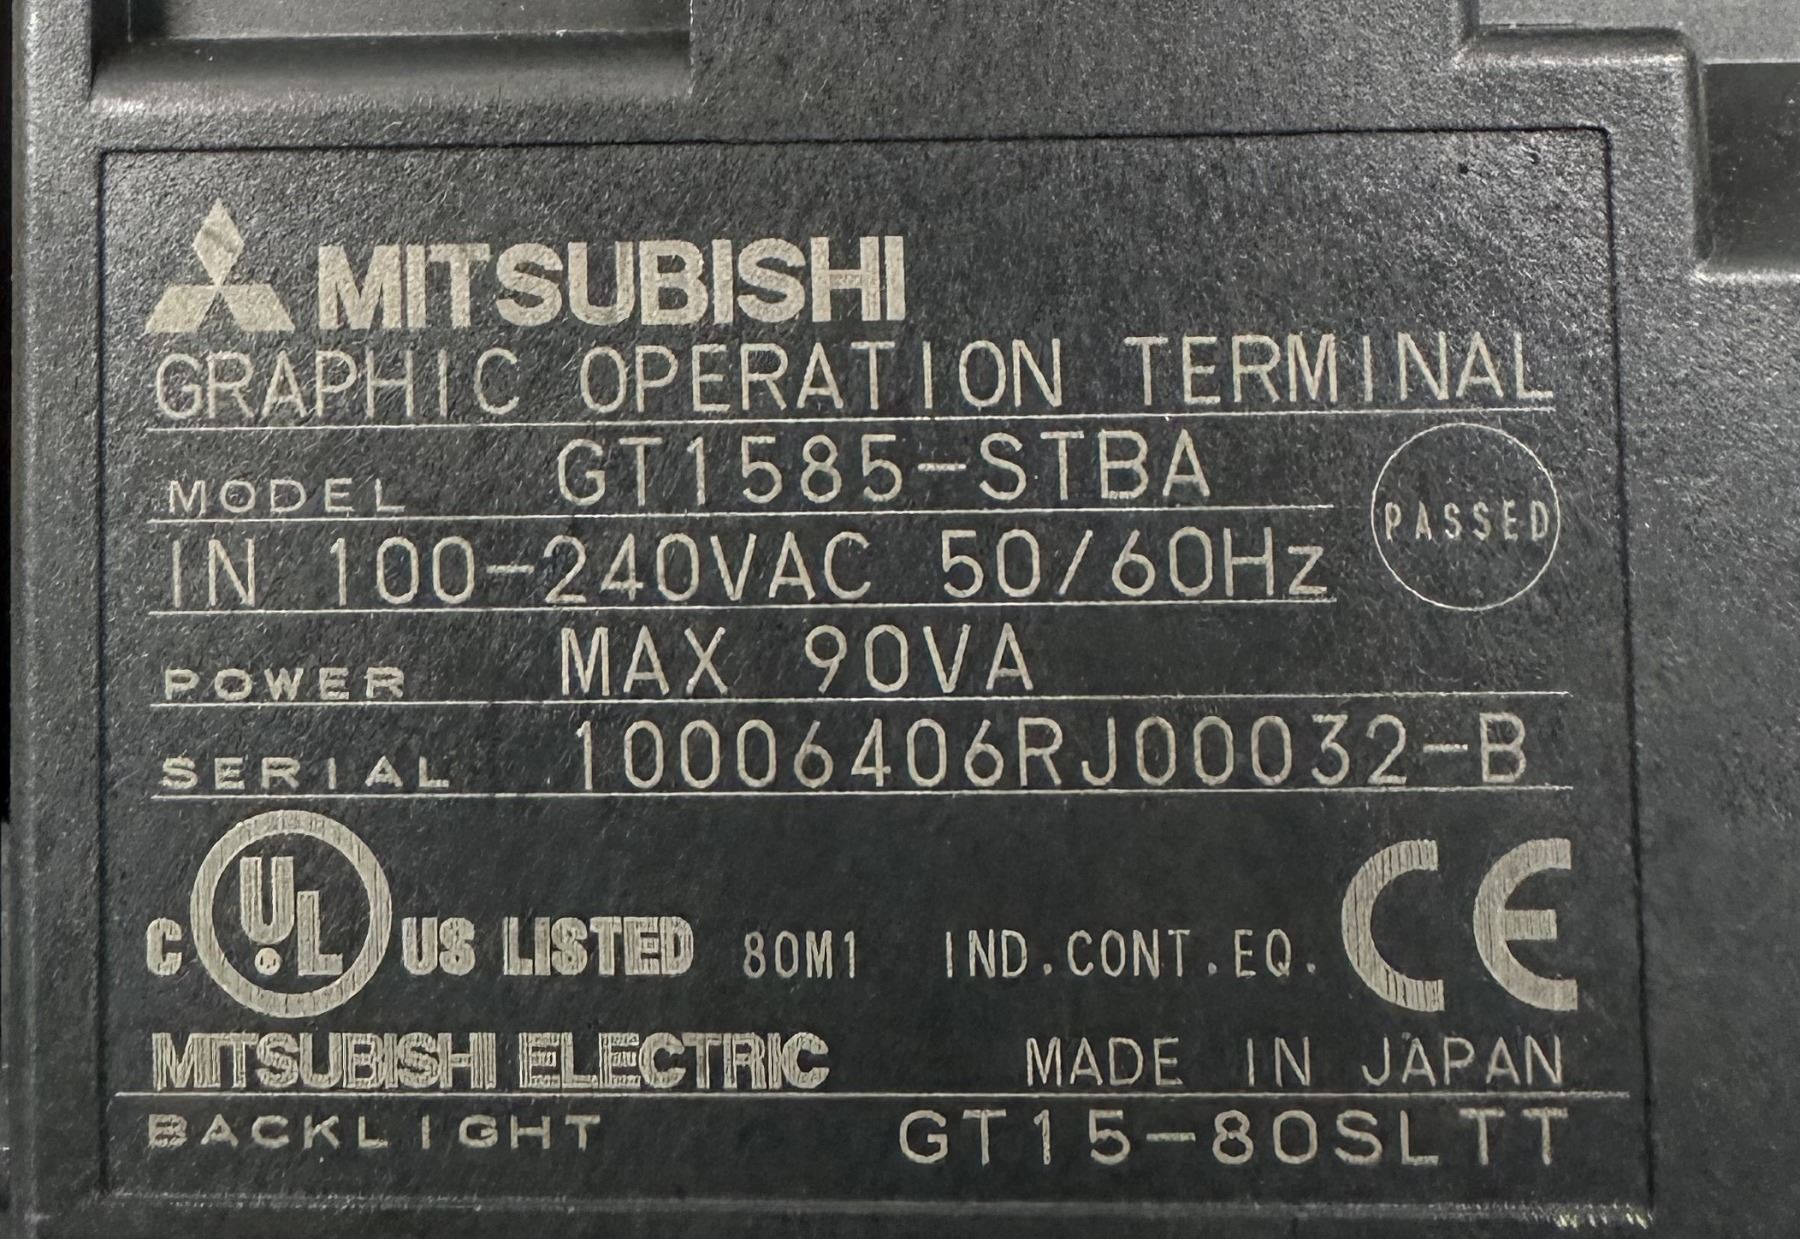 MITSUBISHI
GRAPHIC OPERATION TERMINAL
MODEL GT1585-STBA
PASSED
IN 100-240VAC 50/60Hz
POWER MAX 90VA
SERIAL 10006406RJ00032-B
C UL US LISTED 80M1 IND.CONT.EQ. CE
MITSUBISHI ELECTRIC MADE IN JAPAN
BACKLIGHT GT15-80SLTT